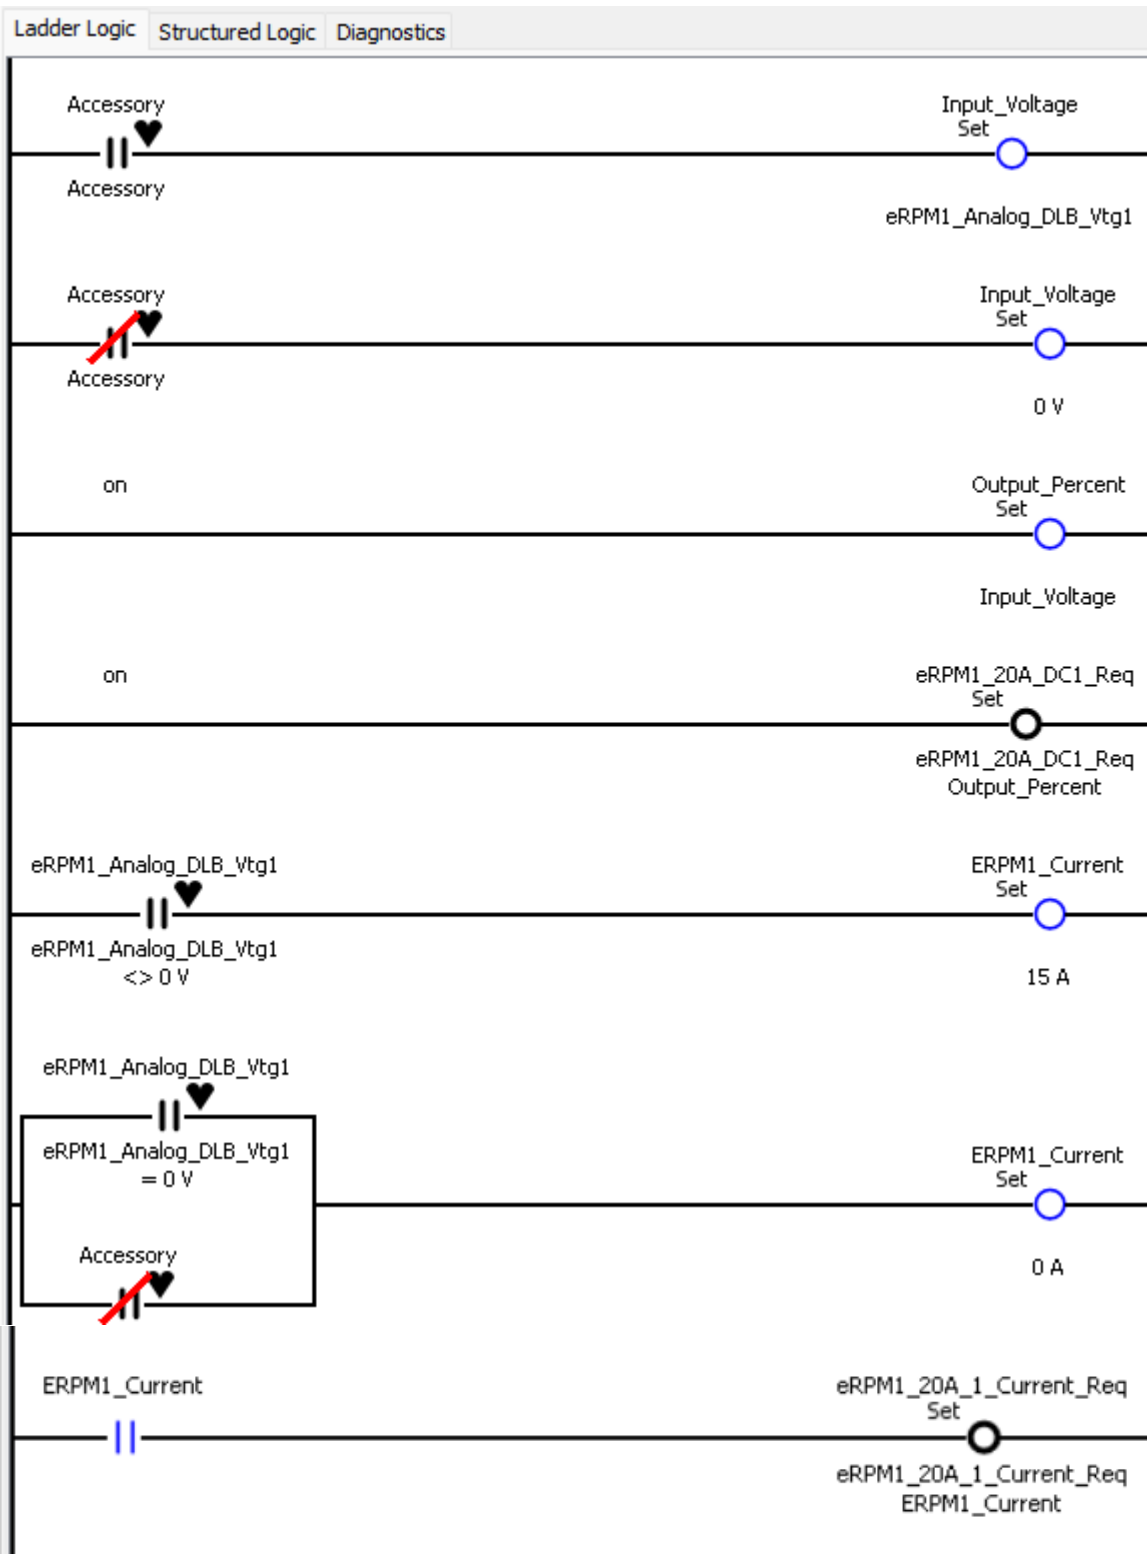 Ladder Logic Structured Logic Diagnostics
Accessory
Accessory
Input_Voltage
Set
eRPM1_Analog_DLB_Vtg1
Accessory
Accessory
Input_Voltage
Set
0 V
on
Output_Percent
Set
Input_Voltage
on
eRPM1_20A_DC1_Req
Set
eRPM1_20A_DC1_Req
Output_Percent
eRPM1_Analog_DLB_Vtg1
eRPM1_Analog_DLB_Vtg1
<> 0 V
ERPM1_Current
Set
15 A
eRPM1_Analog_DLB_Vtg1
eRPM1_Analog_DLB_Vtg1
= 0 V
Accessory
ERPM1_Current
Set
0 A
ERPM1_Current
eRPM1_20A_1_Current_Req
Set
eRPM1_20A_1_Current_Req
ERPM1_Current